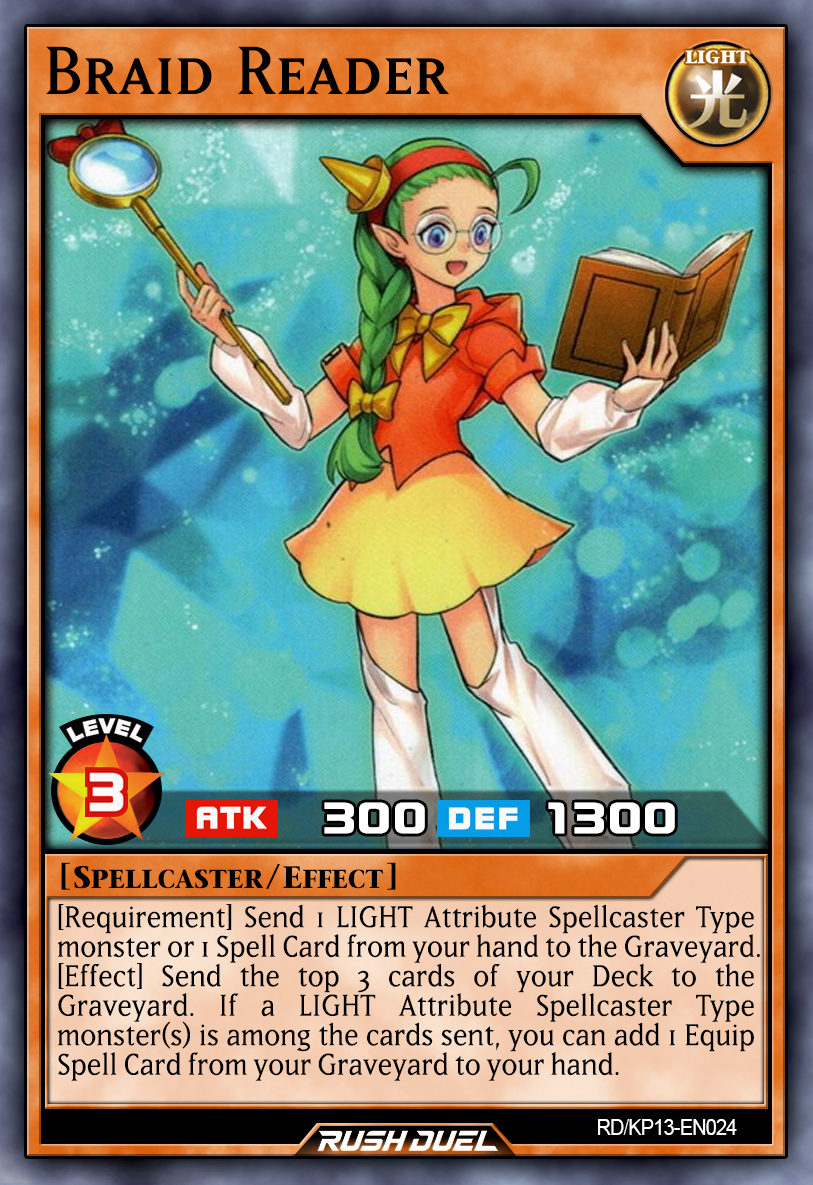 Braid Reader
LIGHT
光
LEVEL
3
ATK 300 DEF 1300
[Spellcaster/Effect]
[Requirement] Send 1 LIGHT Attribute Spellcaster Type
monster or 1 Spell Card from your hand to the Graveyard.
[Effect] Send the top 3 cards of your Deck to the
Graveyard. If a LIGHT Attribute Spellcaster Type
monster(s) is among the cards sent, you can add 1 Equip
Spell Card from your Graveyard to your hand.
RD/KP13-EN024
RUSH DUEL